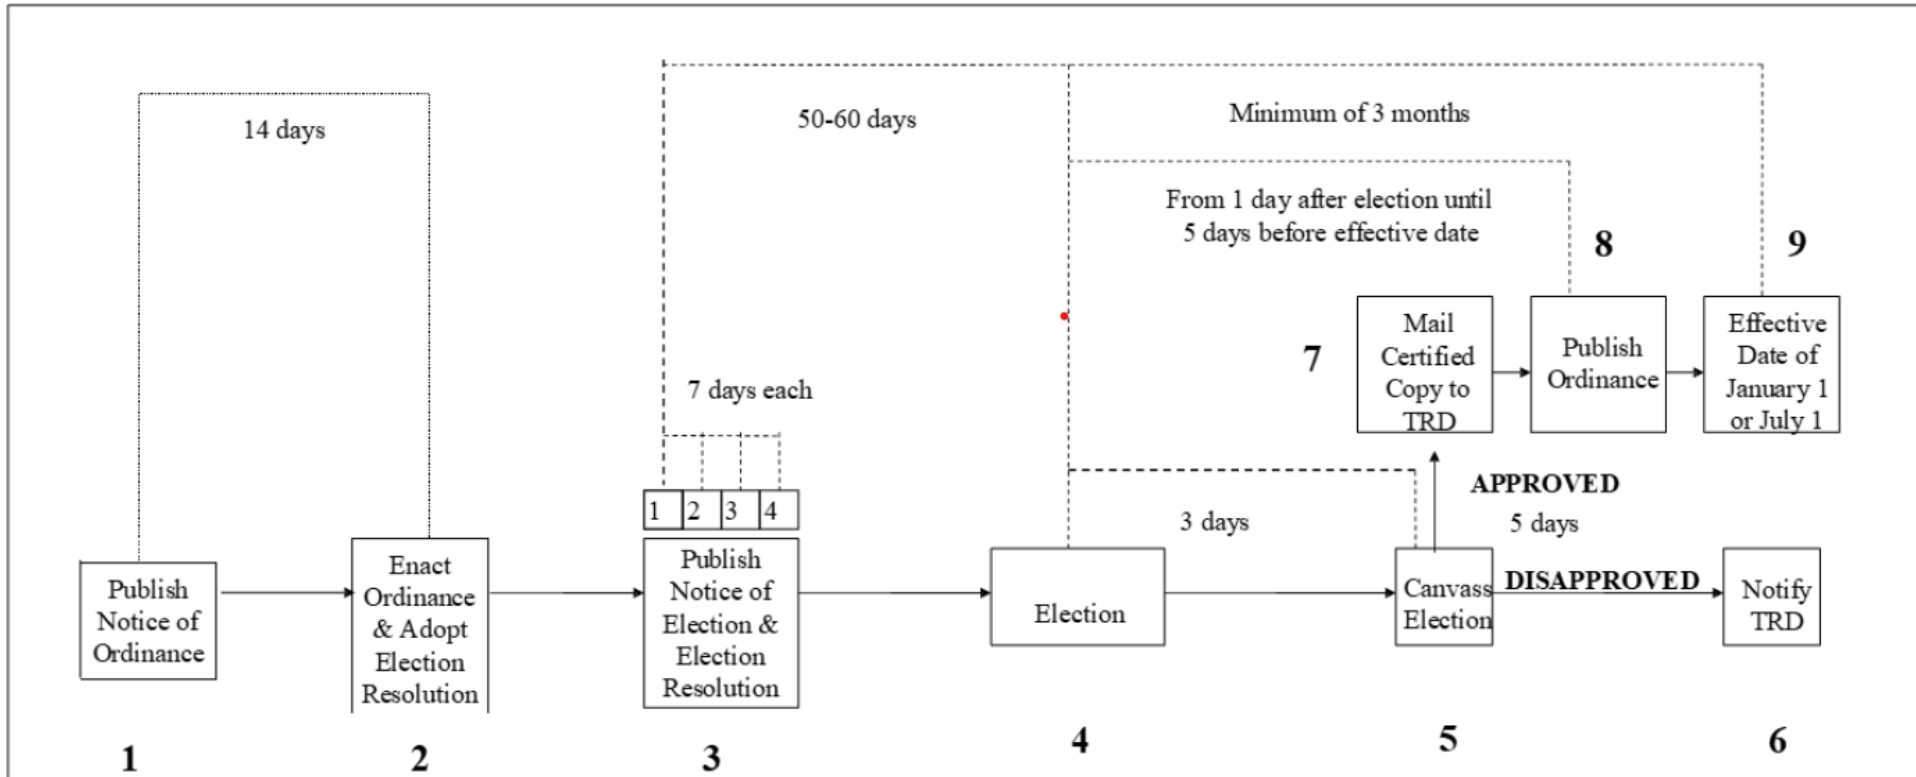 14 days
50-60 days
Minimum of 3 months
From 1 day after election until
5 days before effective date
8
9
7
Mail
Certified
Copy to
TRD
Publish
Ordinance
Effective
Date of
January 1
or July 1
7 days each
APPROVED
5 days
3 days
1
2
3
4
Publish
Notice of
Ordinance
Enact
Ordinance
& Adopt
Election
Resolution
Publish
Notice of
Election &
Election
Resolution
Election
Canvass
Election
DISAPPROVED
Notify
TRD
1
2
3
4
5
6